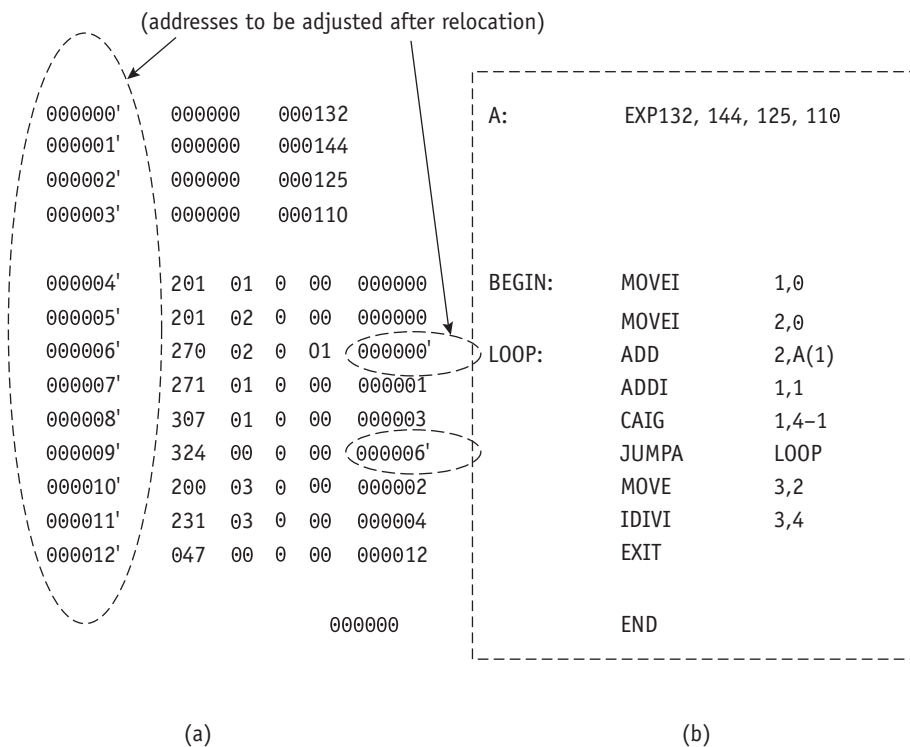 (addresses to be adjusted after relocation)
000000' 000000 000132 A: EXP132, 144, 125, 110
000001' 000000 000144
000002' 000000 000125
000003' 000000 000110
000004' 201 01 0 00 000000 BEGIN: MOVEI 1,0
000005' 201 02 0 00 000000 MOVEI 2,0
000006' 270 02 0 01 000000' LOOP: ADD 2,A(1)
000007' 271 01 0 00 000001 ADDI 1,1
000008' 307 01 0 00 000003 CAIG 1,4–1
000009' 324 00 0 00 000006' JUMPA LOOP
000010' 200 03 0 00 000002 MOVE 3,2
000011' 231 03 0 00 000004 IDIVI 3,4
000012' 047 00 0 00 000012 EXIT
000000 END
(a) (b)